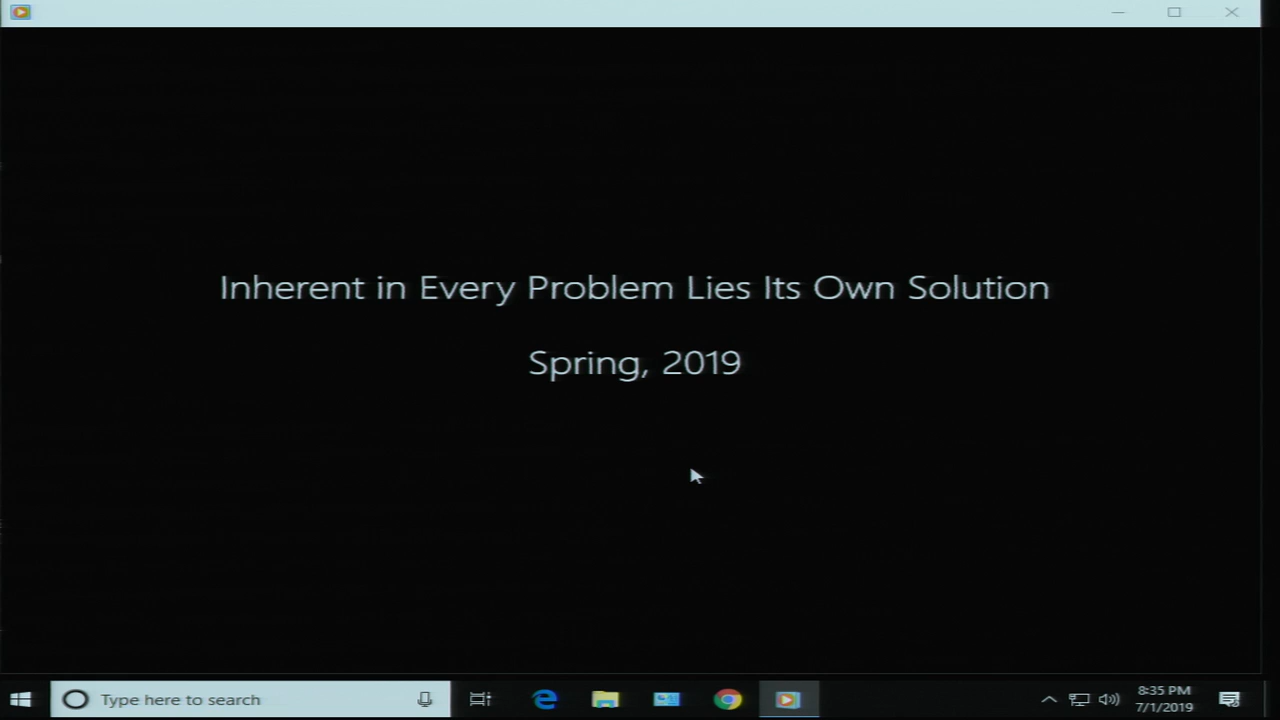 Inherent in Every Problem Lies Its Own Solution
Spring, 2019
Type here to search
8:35 PM
7/1/2019